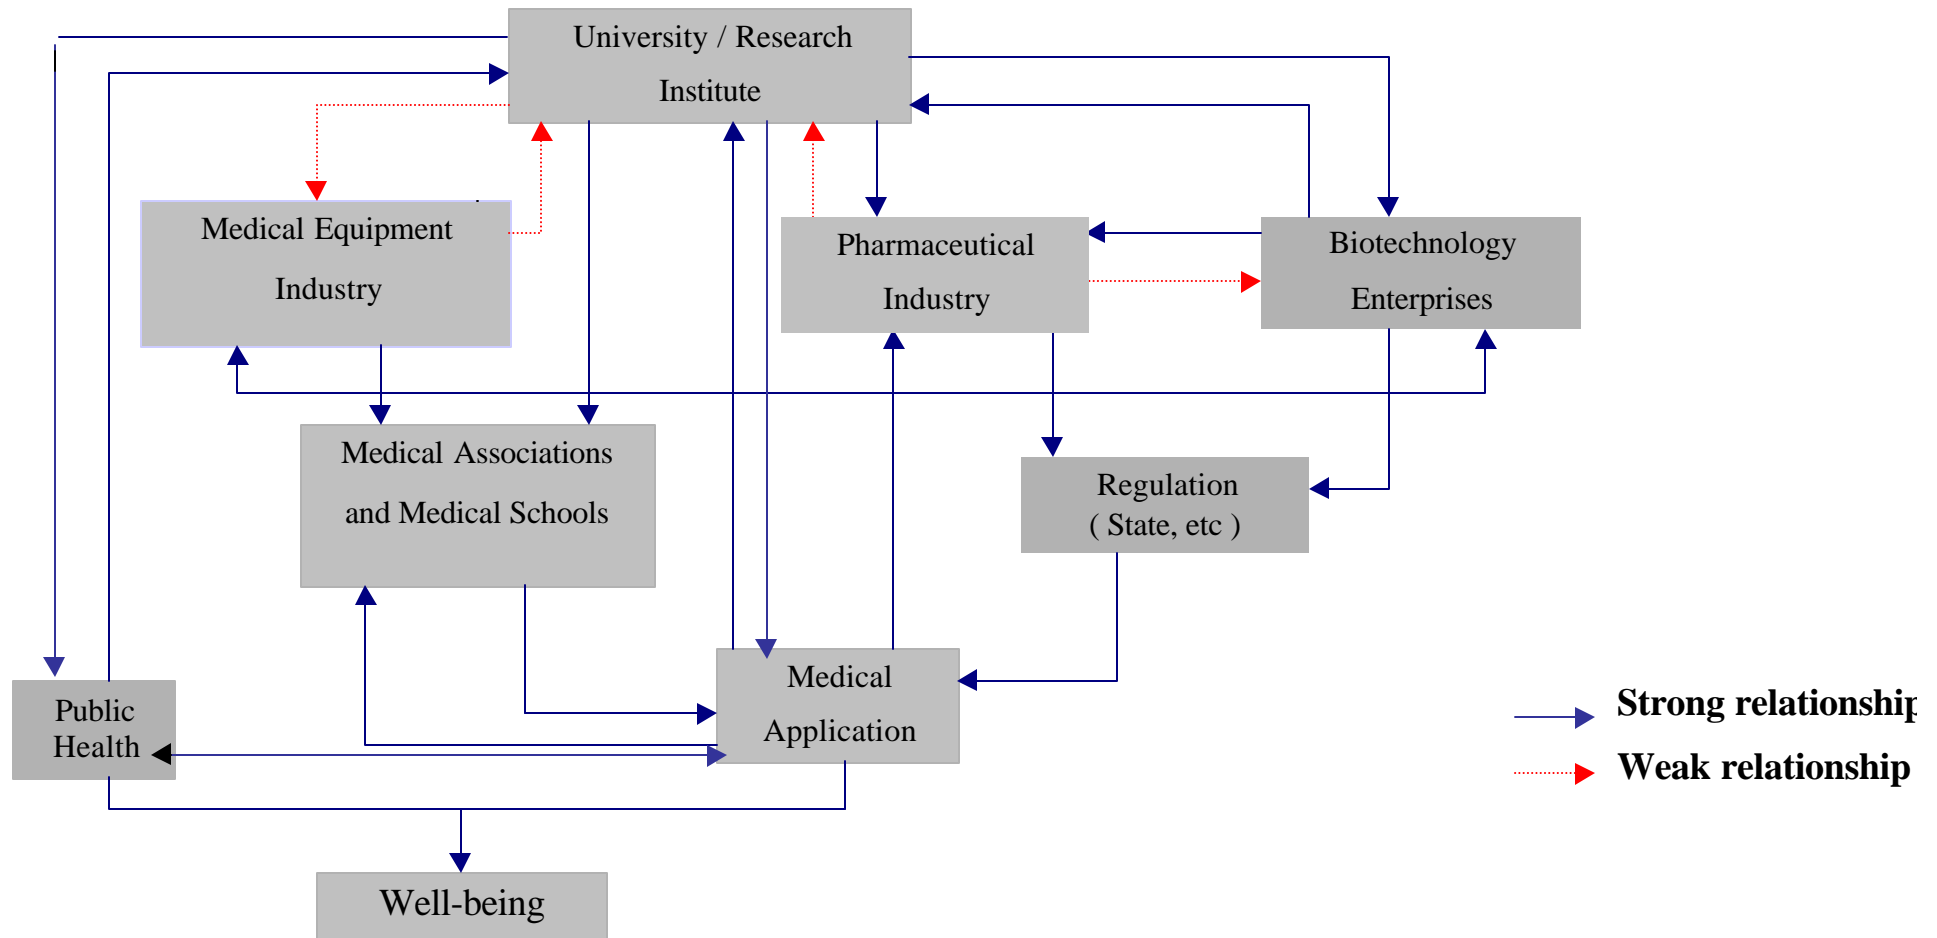 University / Research
Institute
Medical Equipment
Industry
Pharmaceutical
Industry
Biotechnology
Enterprises
Medical Associations
and Medical Schools
Regulation
( State, etc )
Medical
Application
Public
Health
Strong relationship
Weak relationship
Well-being